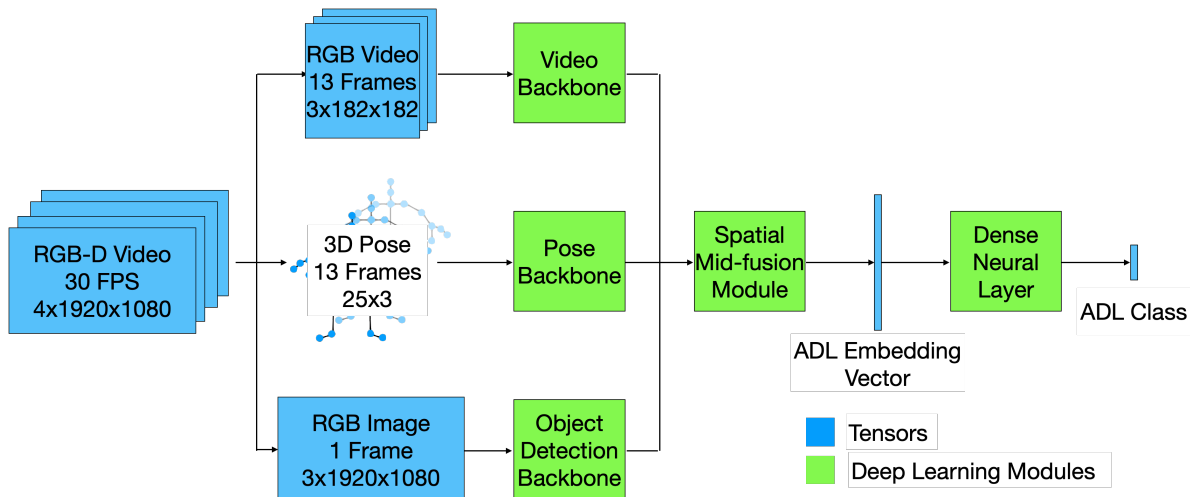 RGB-D Video
30 FPS
4x1920x1080
RGB Video
13 Frames
3x182x182
Video
Backbone
3D Pose
13 Frames
25x3
Pose
Backbone
RGB Image
1 Frame
3x1920x1080
Object
Detection
Backbone
Spatial
Mid-fusion
Module
ADL Embedding
Vector
Dense
Neural
Layer
ADL Class
Tensors
Deep Learning Modules